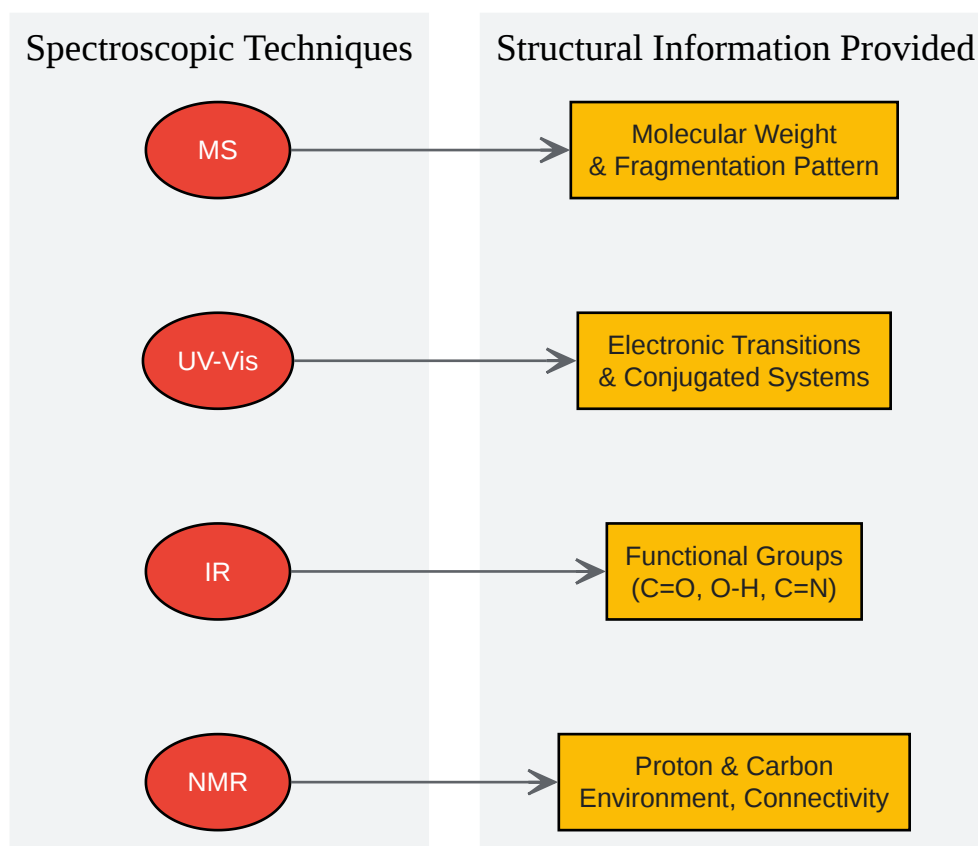 Spectroscopic Techniques
Structural Information Provided
MS
Molecular Weight
& Fragmentation Pattern
UV-Vis
Electronic Transitions
& Conjugated Systems
IR
Functional Groups
(C=O, O-H, C=N)
NMR
Proton & Carbon
Environment, Connectivity